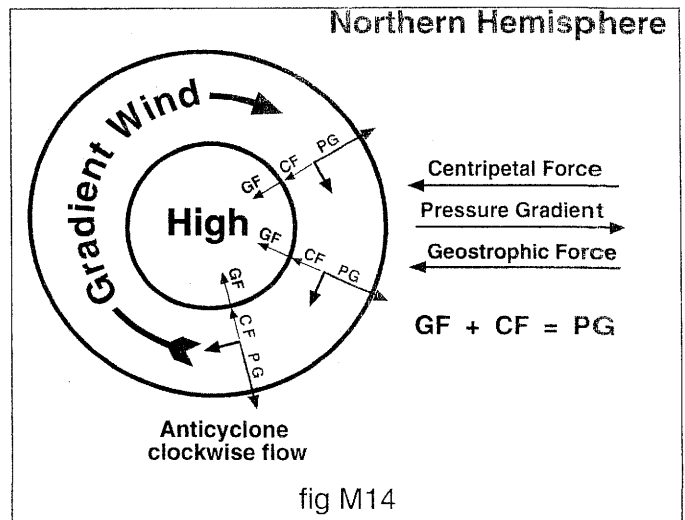 Northern Hemisphere
Gradient Wind
High
GF CF PG
GF CF PG
GF CF PG
Centripetal Force
Pressure Gradient
Geostrophic Force
GF + CF = PG
Anticyclone
clockwise flow
fig M14